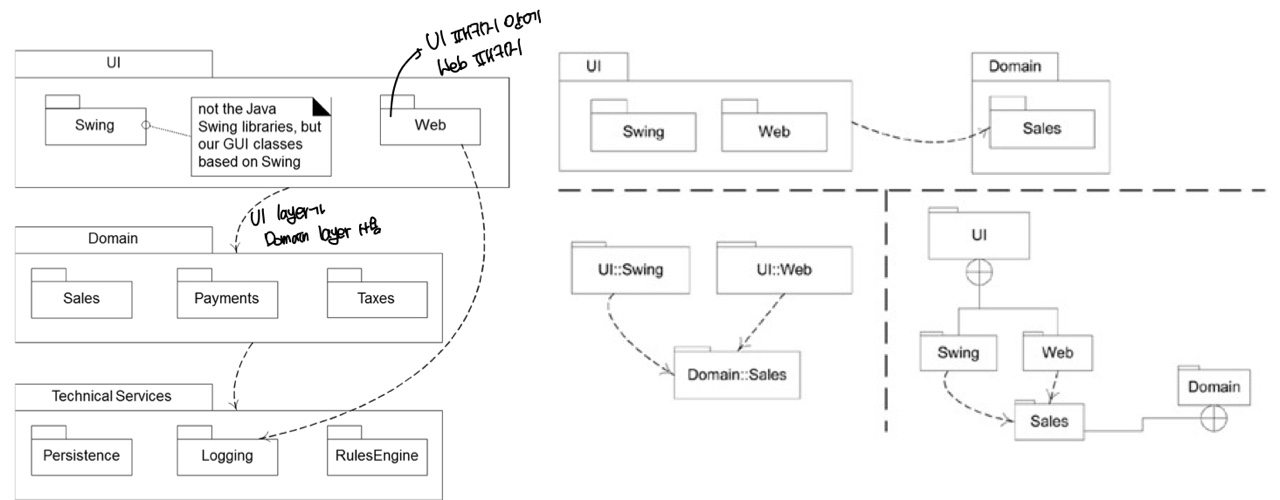 UI
Swing
not the Java
Swing libraries, but
our GUI classes
based on Swing
Web
UI 패키지 안에
Web 패키지
UI layer가
Domain layer 사용
Domain
Sales
Payments
Taxes
Technical Services
Persistence
Logging
RulesEngine
UI
Swing
Web
Domain
Sales
UI::Swing
UI::Web
Domain::Sales
UI
Swing
Web
Sales
Domain